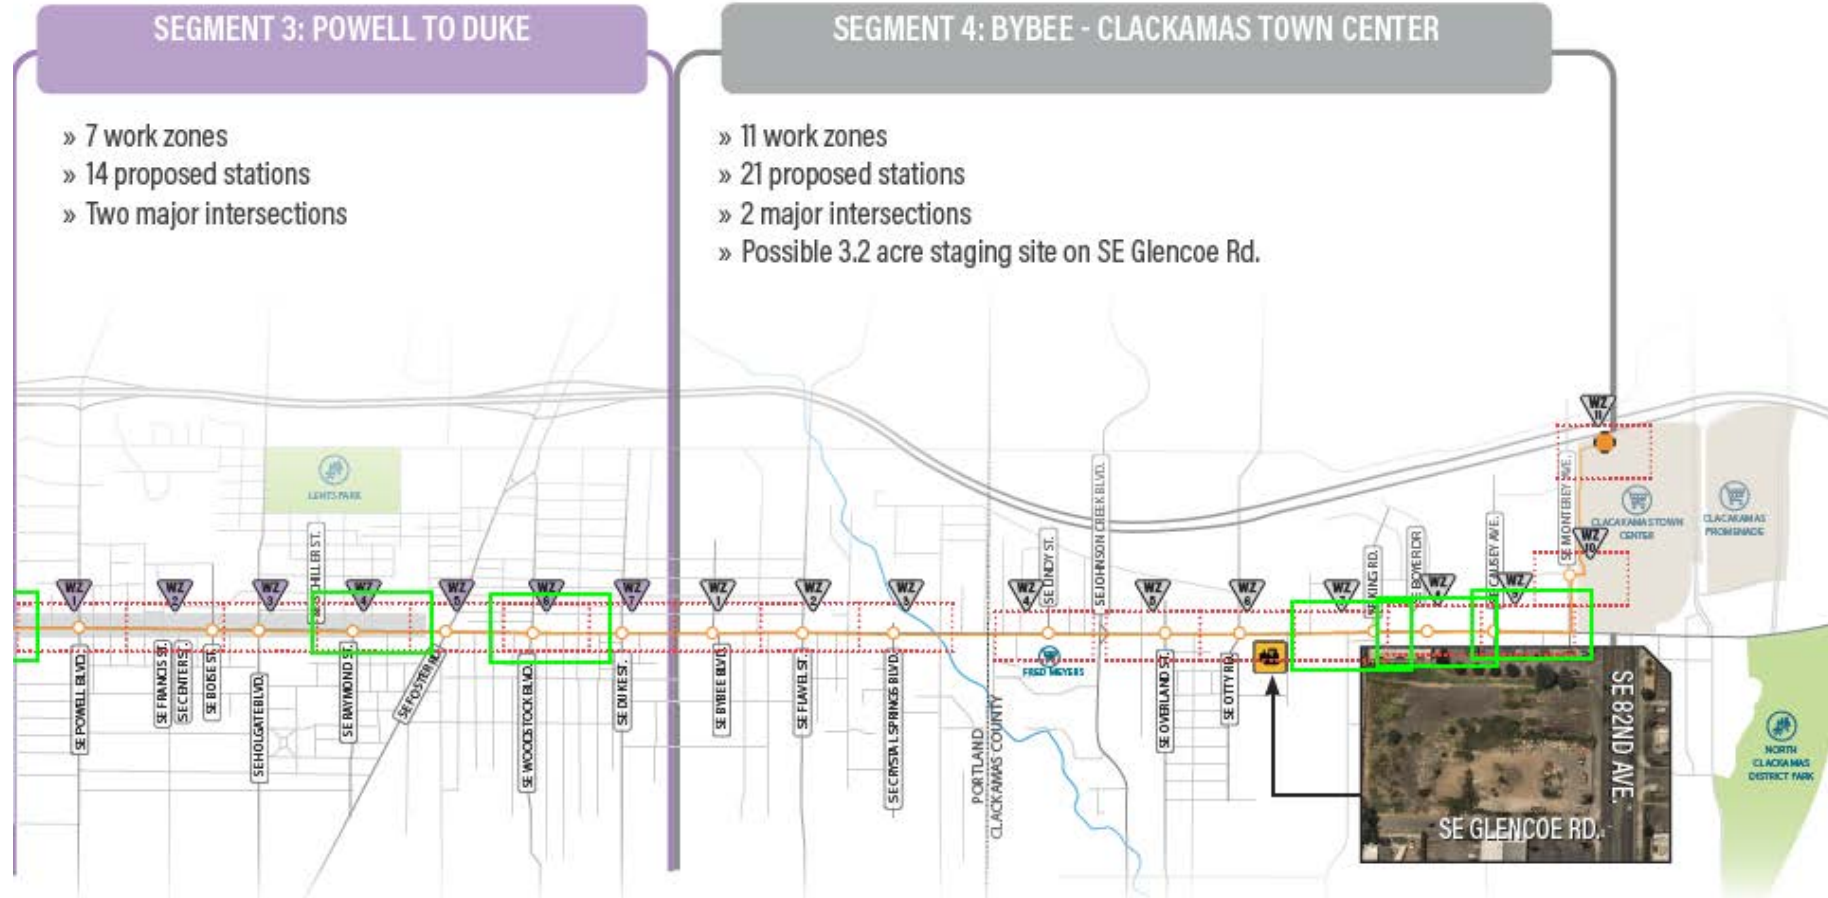 SEGMENT 3: POWELL TO DUKE
» 7 work zones
» 14 proposed stations
» Two major intersections
SEGMENT 4: BYBEE - CLACKAMAS TOWN CENTER
» 11 work zones
» 21 proposed stations
» 2 major intersections
» Possible 3.2 acre staging site on SE Glencoe Rd.
LENTS PARK
WZ 1
WZ 2
WZ 3
WZ 4
WZ 5
WZ 6
WZ 7
WZ 1
WZ 2
WZ 3
WZ 4
WZ 5
WZ 6
WZ
WZ
WZ
WZ 10
WZ 11
SE POWELL BLVD.
SE FRANCIS ST.
SE CENTER ST.
SE BOISE ST.
SE HOLGATE BLVD.
SCHILLER ST.
SE RAYMOND ST.
SE FOSTER RD.
SE WOODSTOCK BLVD.
SE DUKE ST.
SE BYBEE BLVD.
SE FLAVEL ST.
SE CRYSTAL SPRINGS BLVD.
PORTLAND
CLACKAMAS COUNTY
SE LINDY ST.
FRED MEYERS
SE JOHNSON CREEK BLVD.
SE OVERLAND ST.
SE OTTY RD.
SE KING RD.
SE BOYER DR
SE CAUSEY AVE.
SE MONTEREY AVE.
CLACAKAMAS TOWN
CENTER
CLACAKAMAS
PROMENADE
SE 82ND AVE.
SE GLENCOE RD.
NORTH
CLACKAMAS
DISTRICT PARK